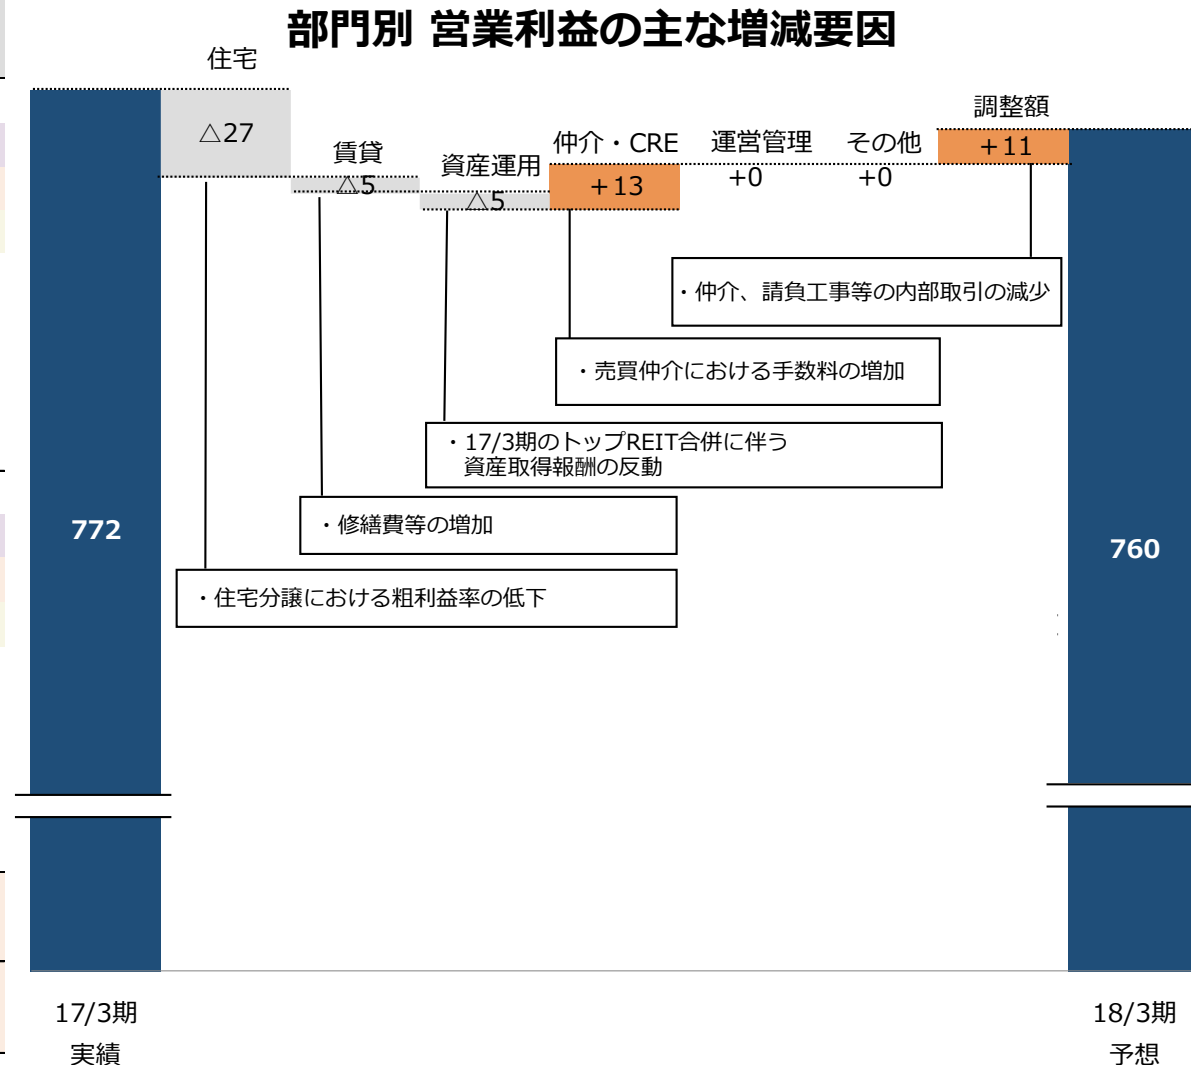 部門別 営業利益の主な増減要因
住宅
△27
賃貸
△5
資産運用
△5
仲介・CRE
+13
運営管理
+0
その他
+0
調整額
+11
・仲介、請負工事等の内部取引の減少
・売買仲介における手数料の増加
・17/3期のトップREIT合併に伴う
資産取得報酬の反動
・修繕費等の増加
・住宅分譲における粗利益率の低下
772
760
17/3期
実績
18/3期
予想